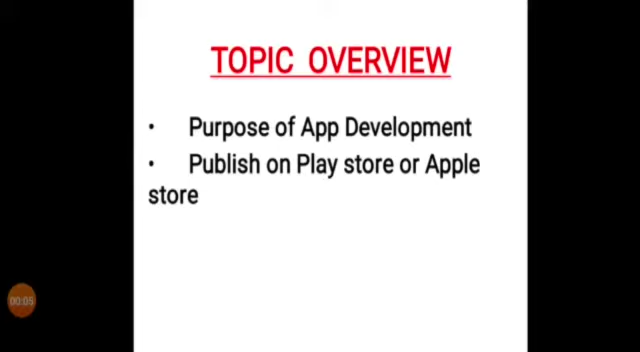 TOPIC OVERVIEW
• Purpose of App Development
• Publish on Play store or Apple
store
00:05